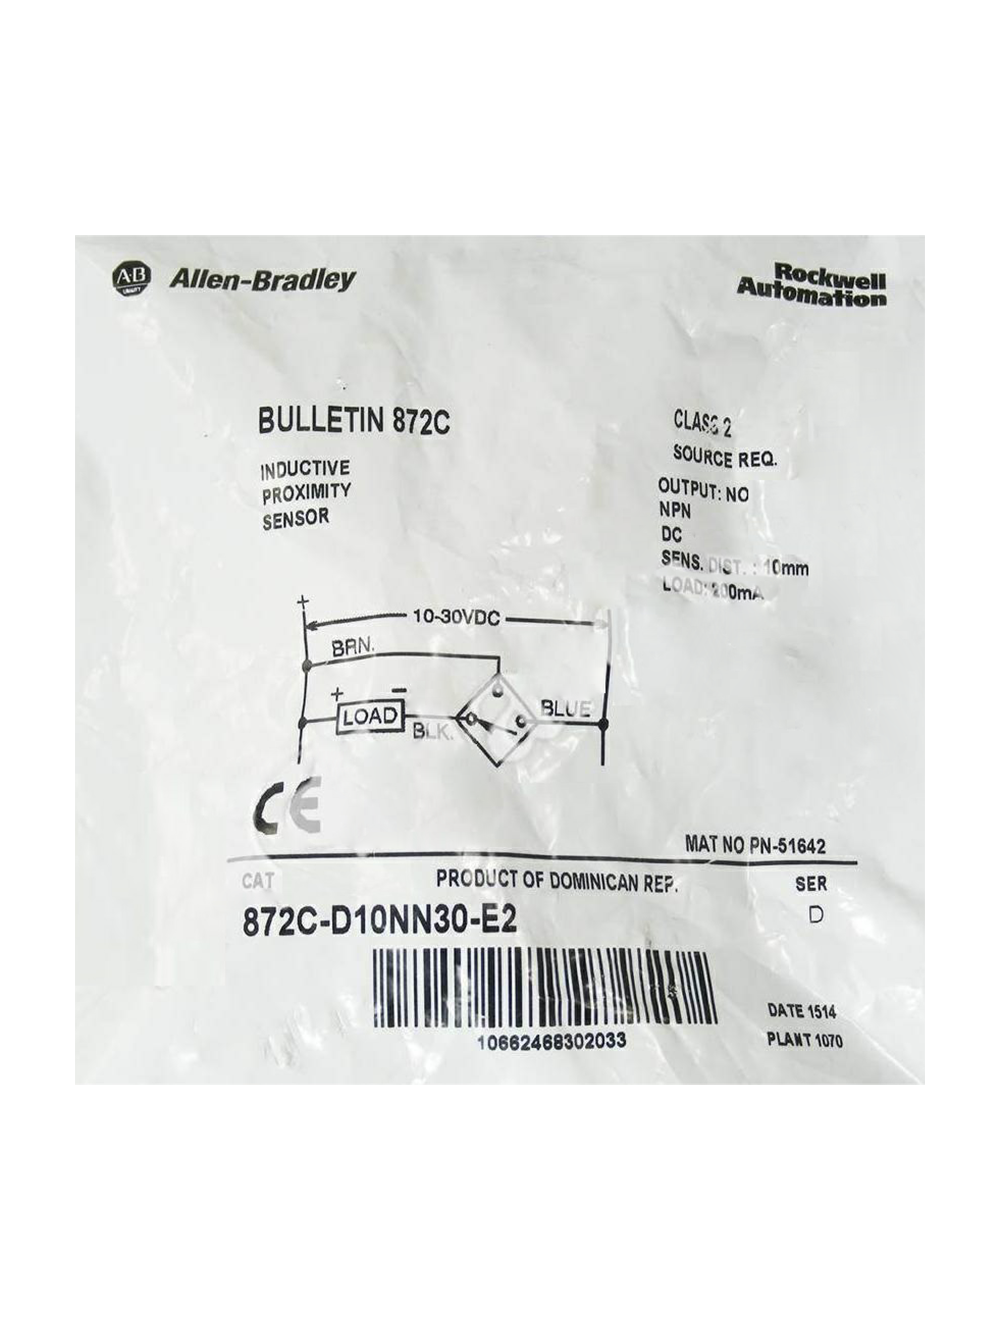 A·B
QUALITY
Allen-Bradley
Rockwell
Automation
BULLETIN 872C
INDUCTIVE
PROXIMITY
SENSOR
CLASS 2
SOURCE REQ.
OUTPUT: NO
NPN
DC
SENS. DIST. : 10mm
LOAD: 200mA
+
10-30VDC
BRN.
+ −
LOAD
BLK.
BLUE
CE
MAT NO PN-51642
CAT PRODUCT OF DOMINICAN REP. SER
872C-D10NN30-E2 D
10662468302033
DATE 1514
PLANT 1070